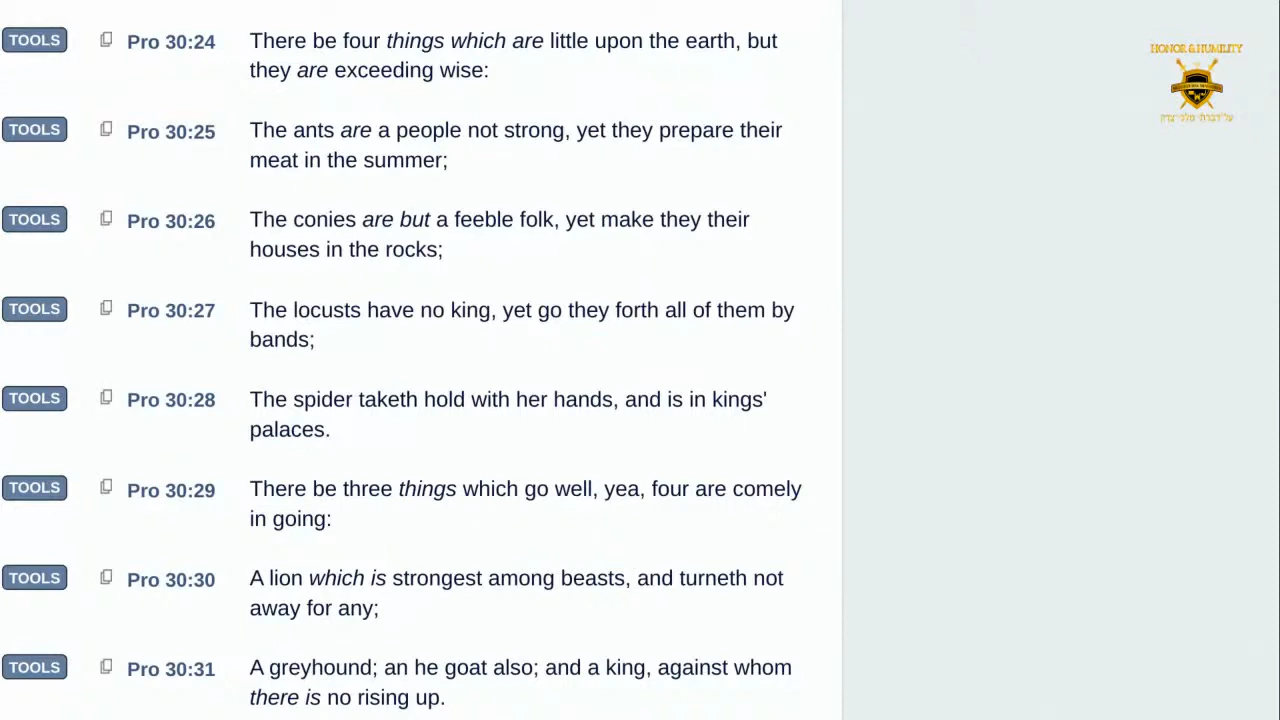 TOOLS Pro 30:24 There be four things which are little upon the earth, but
they are exceeding wise:
TOOLS Pro 30:25 The ants are a people not strong, yet they prepare their
meat in the summer;
TOOLS Pro 30:26 The conies are but a feeble folk, yet make they their
houses in the rocks;
TOOLS Pro 30:27 The locusts have no king, yet go they forth all of them by
bands;
TOOLS Pro 30:28 The spider taketh hold with her hands, and is in kings'
palaces.
TOOLS Pro 30:29 There be three things which go well, yea, four are comely
in going:
TOOLS Pro 30:30 A lion which is strongest among beasts, and turneth not
away for any;
TOOLS Pro 30:31 A greyhound; an he goat also; and a king, against whom
there is no rising up.
HONOR & HUMILITY